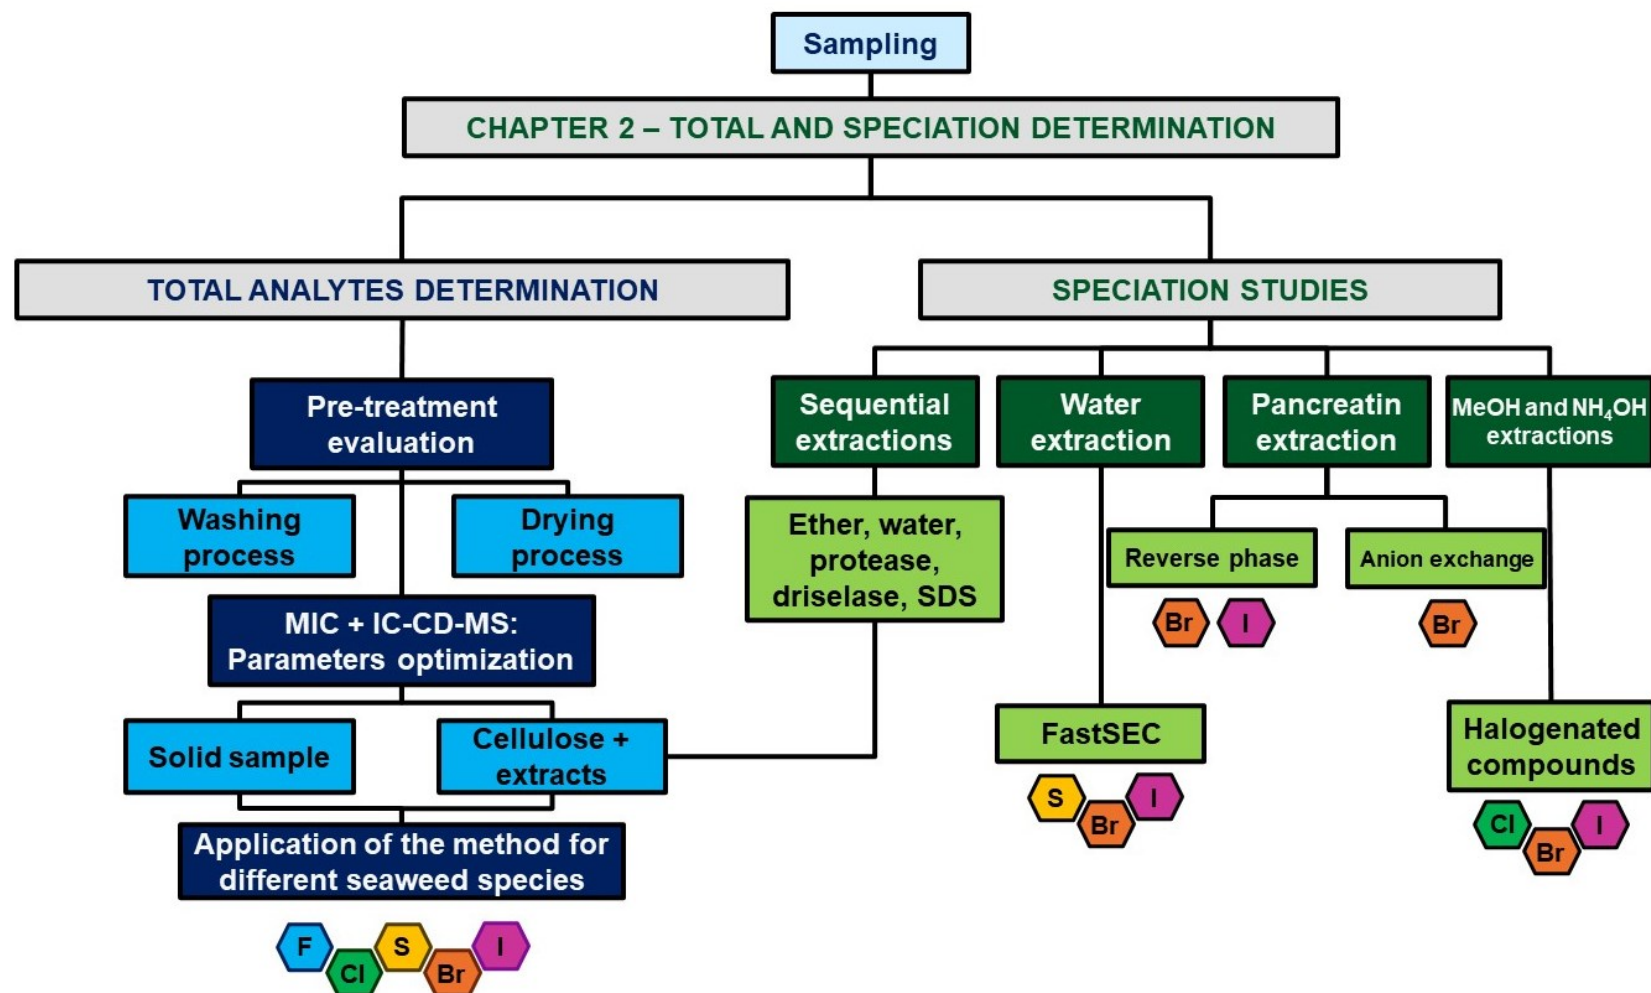 Sampling
CHAPTER 2 – TOTAL AND SPECIATION DETERMINATION
TOTAL ANALYTES DETERMINATION
SPECIATION STUDIES
Pre-treatment
evaluation
Washing
process
Drying
process
MIC + IC-CD-MS:
Parameters optimization
Solid sample
Cellulose +
extracts
Application of the method for
different seaweed species
F
Cl
S
Br
I
Sequential
extractions
Ether, water,
protease,
driselase, SDS
Water
extraction
FastSEC
S
Br
I
Pancreatin
extraction
Reverse phase
Br
I
Anion exchange
Br
MeOH and NH₄OH
extractions
Halogenated
compounds
Cl
Br
I